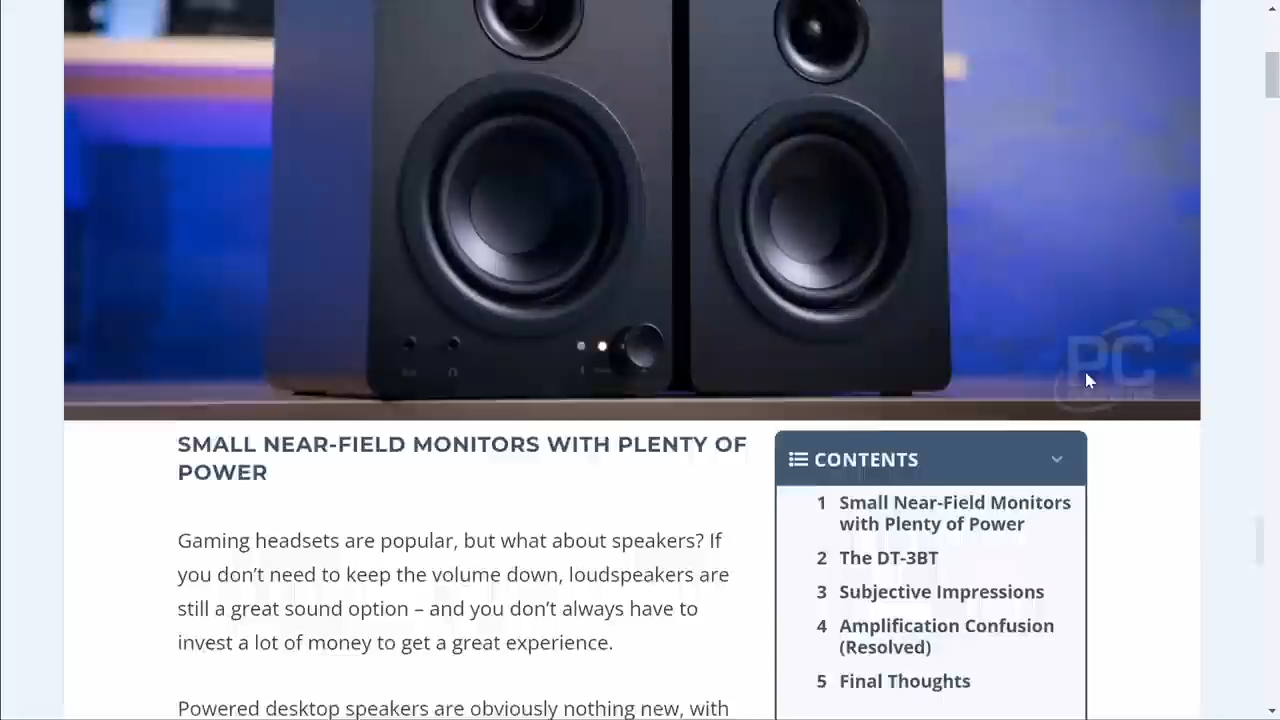 PC
SMALL NEAR-FIELD MONITORS WITH PLENTY OF
POWER
Gaming headsets are popular, but what about speakers? If
you don’t need to keep the volume down, loudspeakers are
still a great sound option – and you don’t always have to
invest a lot of money to get a great experience.
Powered desktop speakers are obviously nothing new, with
CONTENTS
1 Small Near-Field Monitors
with Plenty of Power
2 The DT-3BT
3 Subjective Impressions
4 Amplification Confusion
(Resolved)
5 Final Thoughts